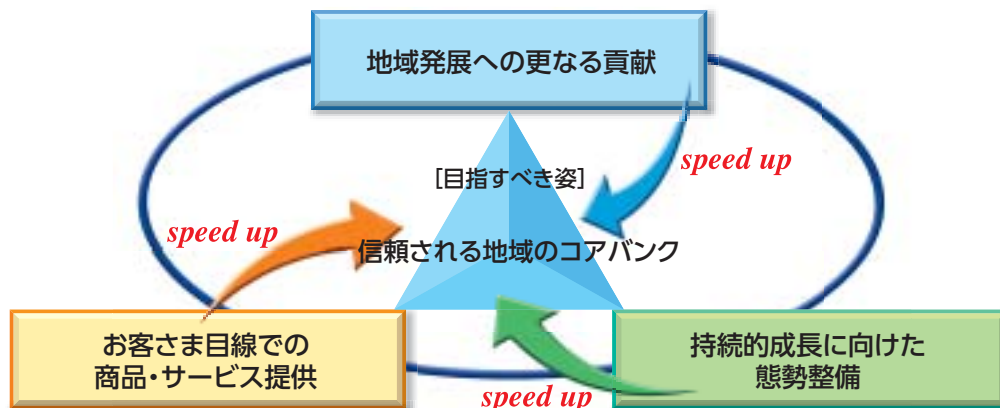 地域発展への更なる貢献
speed up
[目指すべき姿]
speed up
信頼される地域のコアバンク
お客さま目線での
商品・サービス提供
持続的成長に向けた
態勢整備
speed up